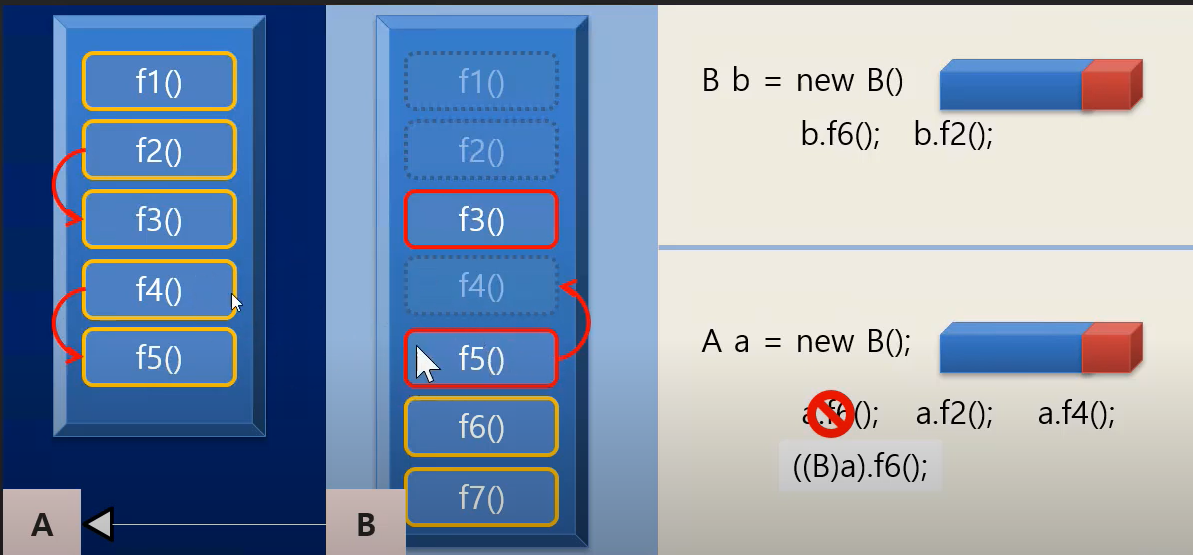 f1()
f2()
f3()
f4()
f5()
A
f1()
f2()
f3()
f4()
f5()
f6()
f7()
B
B b = new B()
b.f6(); b.f2();
A a = new B();
a.f6(); a.f2(); a.f4();
((B)a).f6();